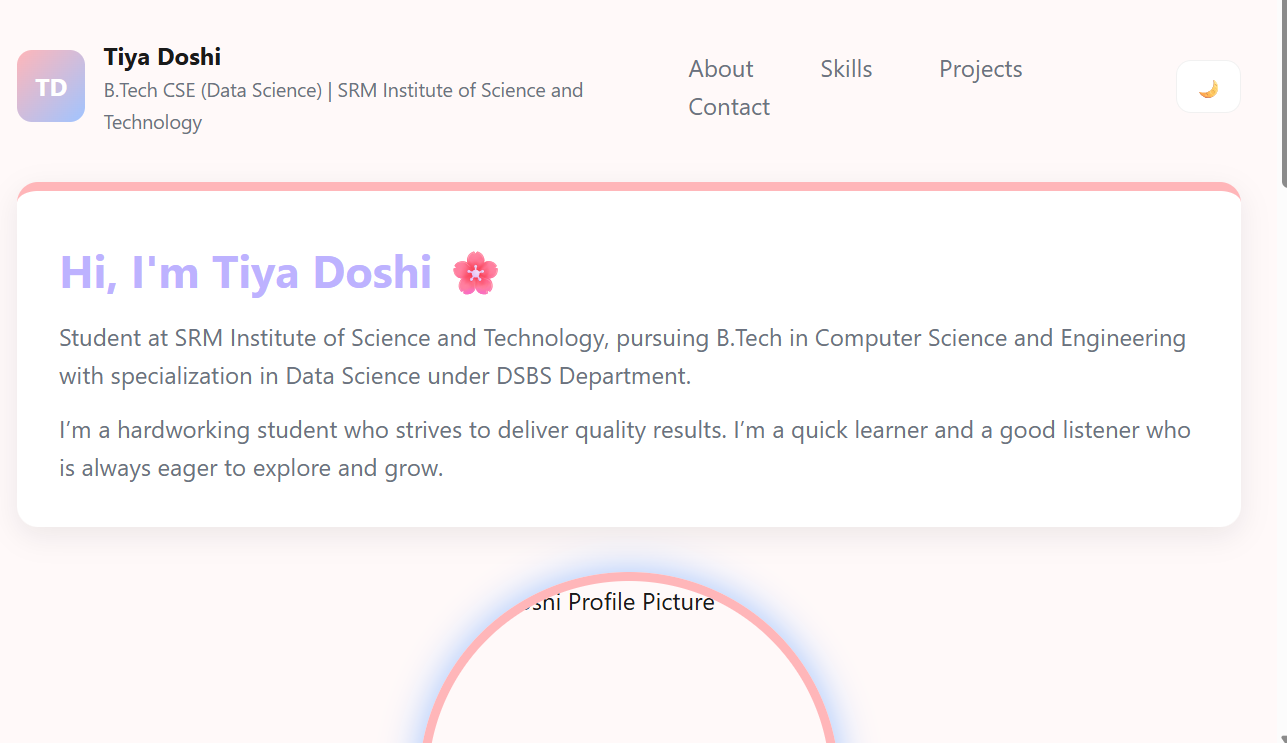 TD
Tiya Doshi
B.Tech CSE (Data Science) | SRM Institute of Science and
Technology
About Skills Projects
Contact
Hi, I'm Tiya Doshi 🌸
Student at SRM Institute of Science and Technology, pursuing B.Tech in Computer Science and Engineering
with specialization in Data Science under DSBS Department.
I’m a hardworking student who strives to deliver quality results. I’m a quick learner and a good listener who
is always eager to explore and grow.
Profile Picture